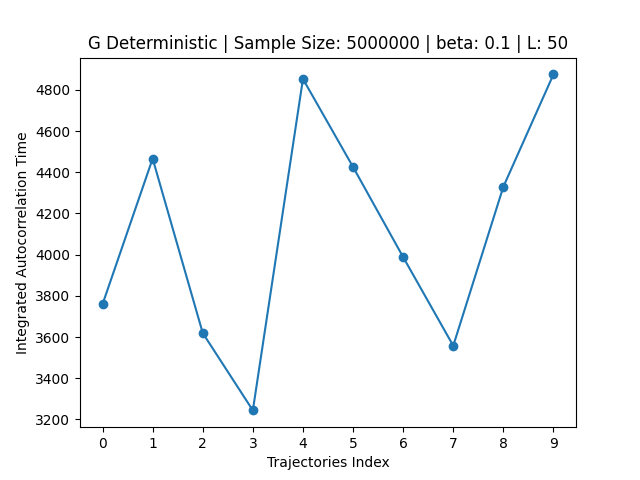 G Deterministic | Sample Size: 5000000 | beta: 0.1 | L: 50
Integrated Autocorrelation Time
4800
4600
4400
4200
4000
3800
3600
3400
3200
0 1 2 3 4 5 6 7 8 9
Trajectories Index